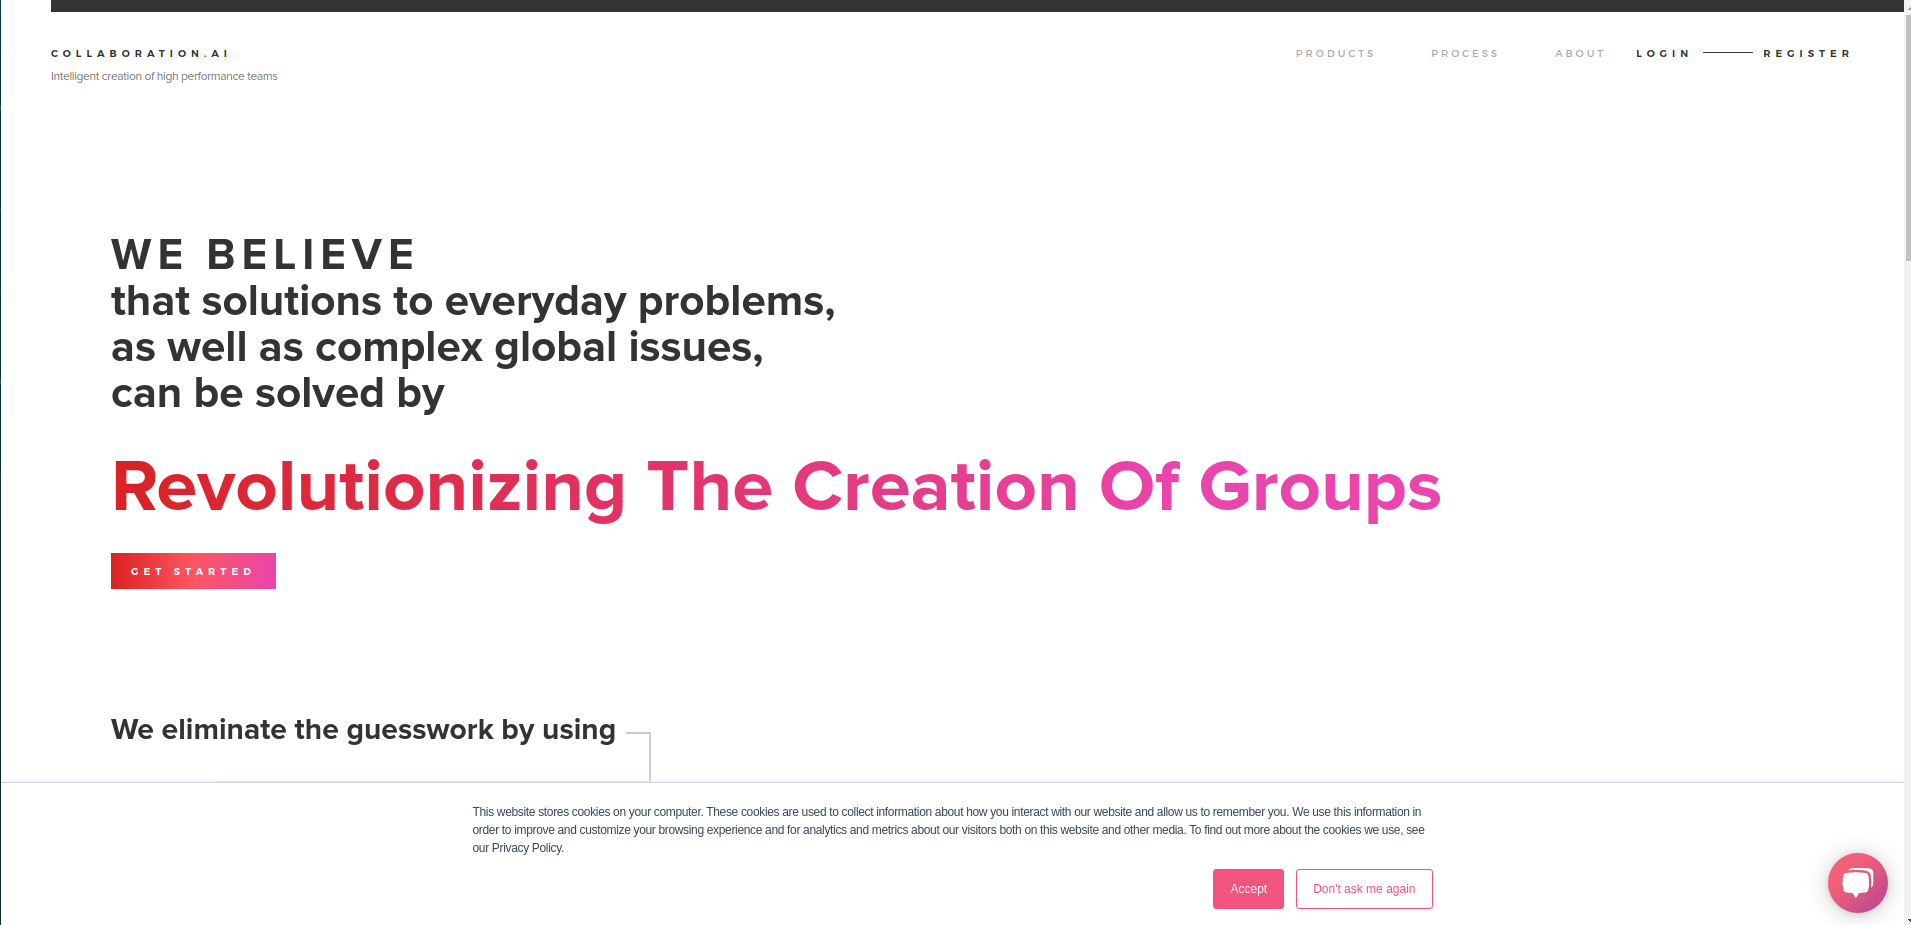 COLLABORATION.AI
Intelligent creation of high performance teams
PRODUCTS PROCESS ABOUT LOGIN REGISTER
WE BELIEVE
that solutions to everyday problems,
as well as complex global issues,
can be solved by
Revolutionizing The Creation Of Groups
GET STARTED
We eliminate the guesswork by using
This website stores cookies on your computer. These cookies are used to collect information about how you interact with our website and allow us to remember you. We use this information in
order to improve and customize your browsing experience and for analytics and metrics about our visitors both on this website and other media. To find out more about the cookies we use, see
our Privacy Policy.
Accept Don't ask me again